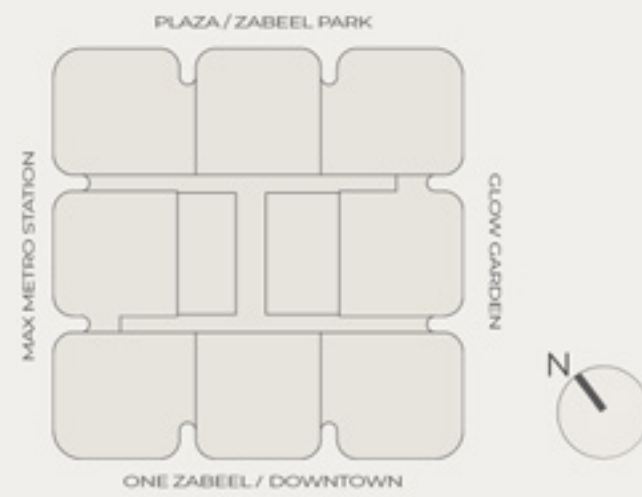 PLAZA / ZABEEL PARK
MAX METRO STATION
GLOW GARDEN
N
ONE ZABEEL / DOWNTOWN